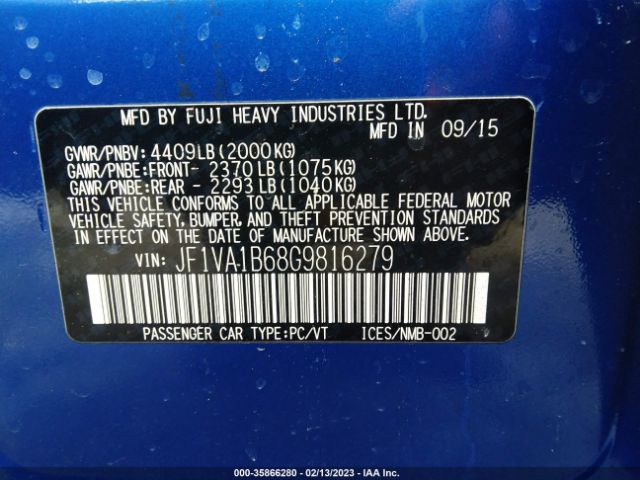 MFD BY FUJI HEAVY INDUSTRIES LTD.
MFD IN 09/15
GVWR/PNBV: 4409LB(2000KG)
GAWR/PNBE:FRONT- 2370LB(1075KG)
GAWR/PNBE:REAR - 2293LB(1040KG)
THIS VEHICLE CONFORMS TO ALL APPLICABLE FEDERAL MOTOR
VEHICLE SAFETY, BUMPER, AND THEFT PREVENTION STANDARDS
IN EFFECT ON THE DATE OF MANUFACTURE SHOWN ABOVE.
VIN: JF1VA1B68G9816279
PASSENGER CAR TYPE:PC/VT ICES/NMB-002
000-35866280 - 02/13/2023 - IAA Inc.